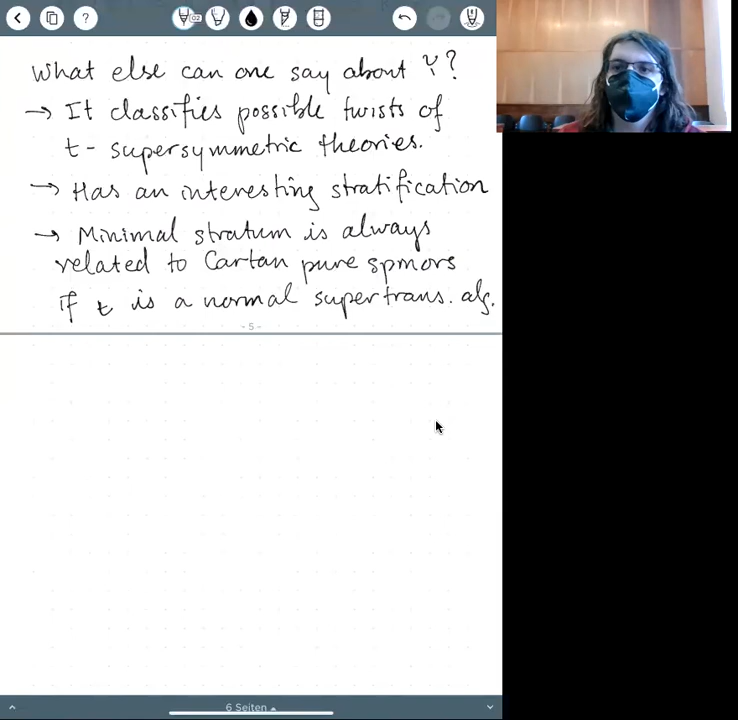 What else can one say about Y?
→ It classifies possible twists of
t - supersymmetric theories.
→ Has an interesting stratification
→ Minimal stratum is always
related to Cartan pure spinors
if t is a normal supertrans. alg.
- 5 -
6 Seiten